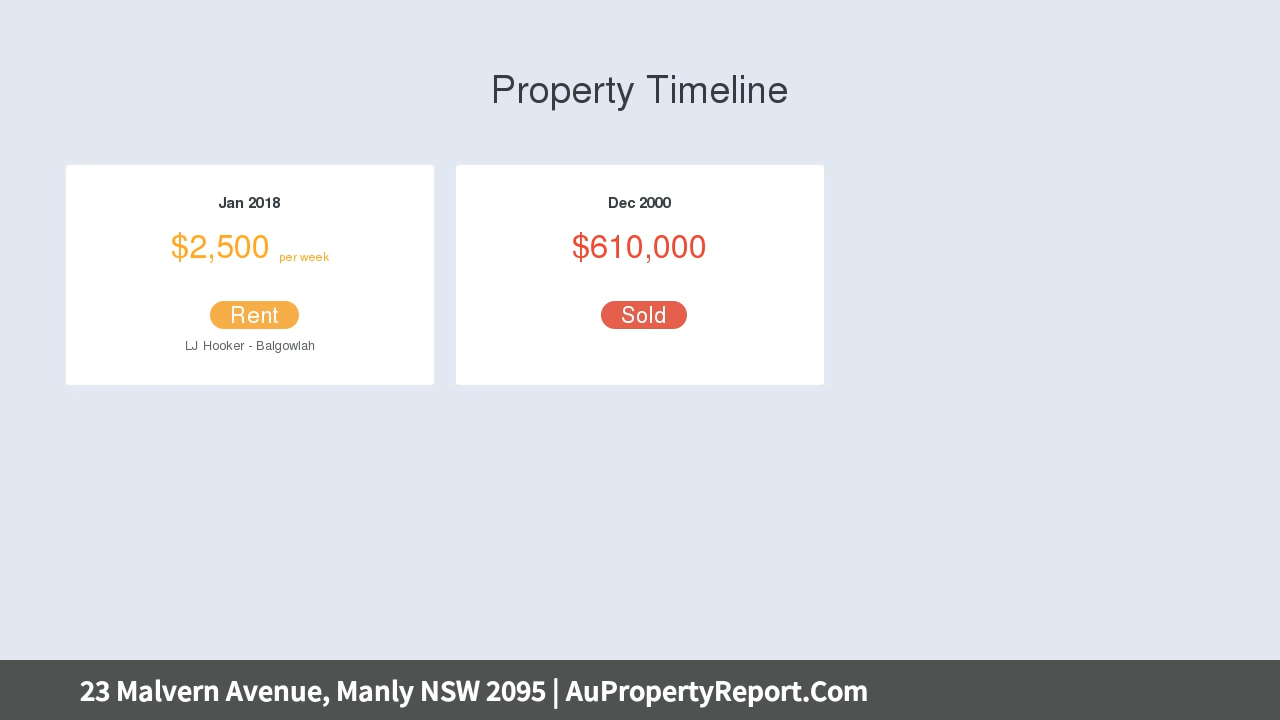 Property Timeline
Jan 2018
$2,500 per week
Rent
LJ Hooker - Balgowlah
Dec 2000
$610,000
Sold
23 Malvern Avenue, Manly NSW 2095 | AuPropertyReport.Com